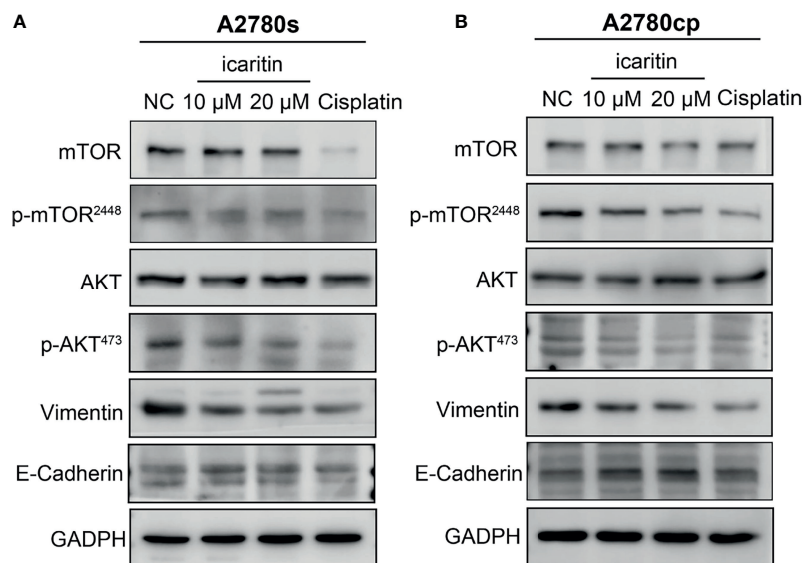 A
A2780s
icaritin
NC 10 µM 20 µM Cisplatin
mTOR
p-mTOR²⁴⁴⁸
AKT
p-AKT⁴⁷³
Vimentin
E-Cadherin
GADPH
B
A2780cp
icaritin
NC 10 µM 20 µM Cisplatin
mTOR
p-mTOR²⁴⁴⁸
AKT
p-AKT⁴⁷³
Vimentin
E-Cadherin
GADPH